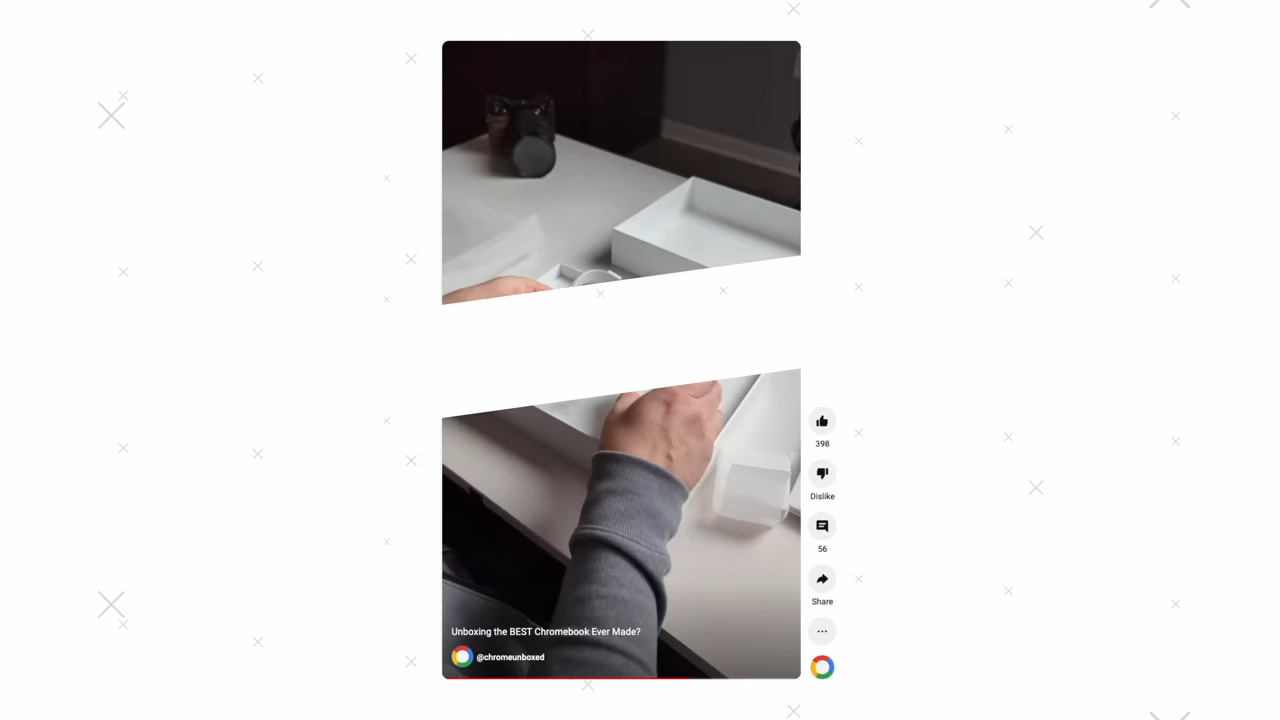 398
Dislike
56
Share
Unboxing the BEST Chromebook Ever Made?
@chromeunboxed